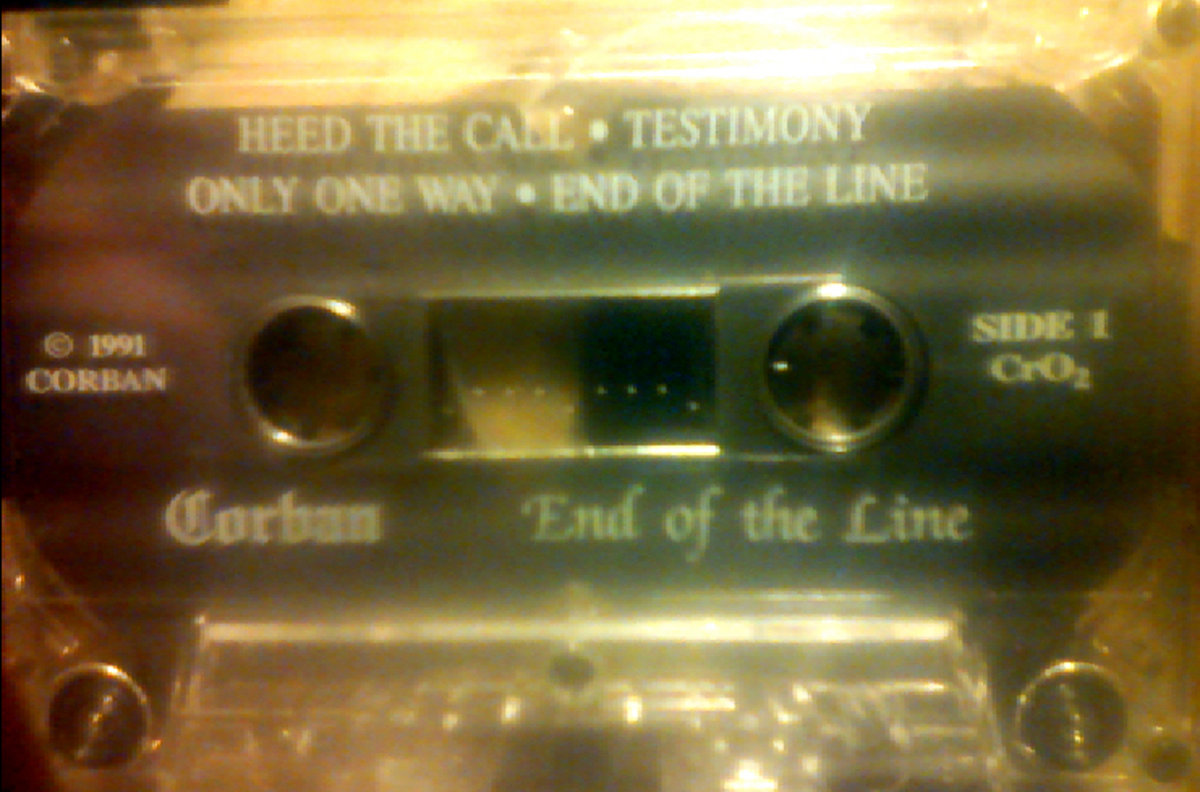 HEED THE CALL • TESTIMONY
ONLY ONE WAY • END OF THE LINE
© 1991
CORBAN
SIDE 1
CrO₂
Corban
End of the Line